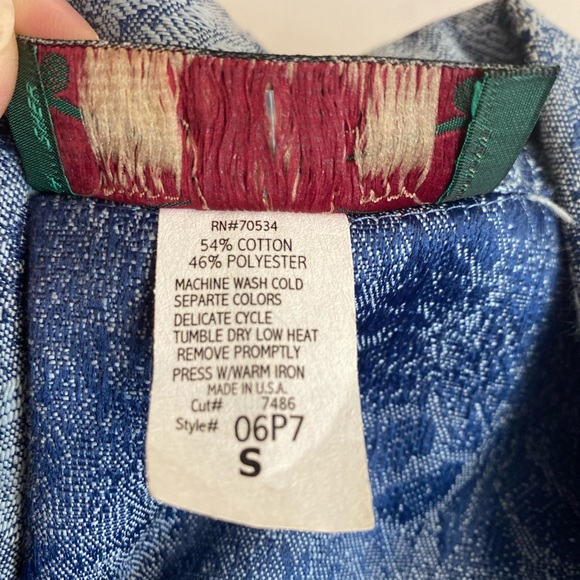 RN#70534
54% COTTON
46% POLYESTER
MACHINE WASH COLD
SEPARTE COLORS
DELICATE CYCLE
TUMBLE DRY LOW HEAT
REMOVE PROMPTLY
PRESS W/WARM IRON
MADE IN U.S.A.
Cut# 7486
Style# 06P7
S